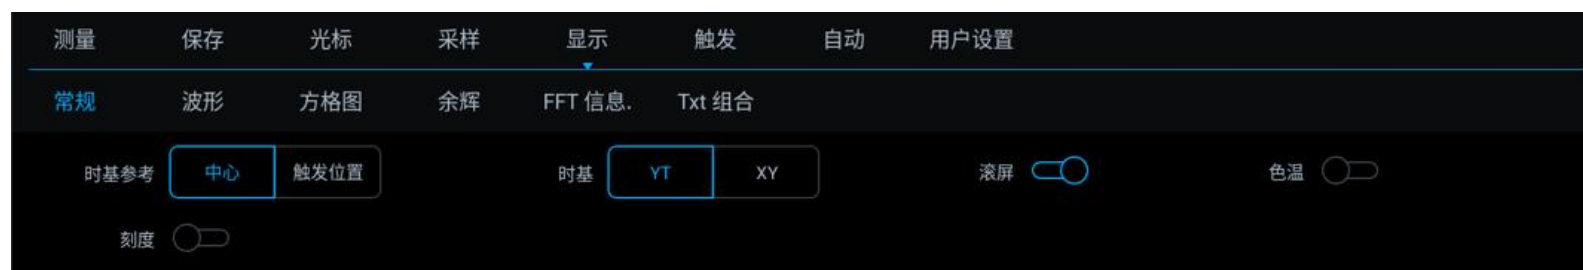 测量 保存 光标 采样 显示 触发 自动 用户设置
常规 波形 方格图 余辉 FFT 信息. Txt 组合
时基参考 中心 触发位置 时基 YT XY 滚屏 色温
刻度